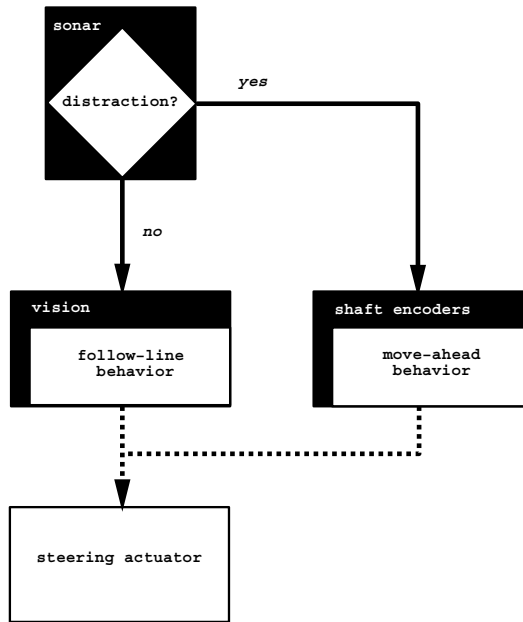 sonar
distraction?
yes
no
vision
follow-line
behavior
shaft encoders
move-ahead
behavior
steering actuator